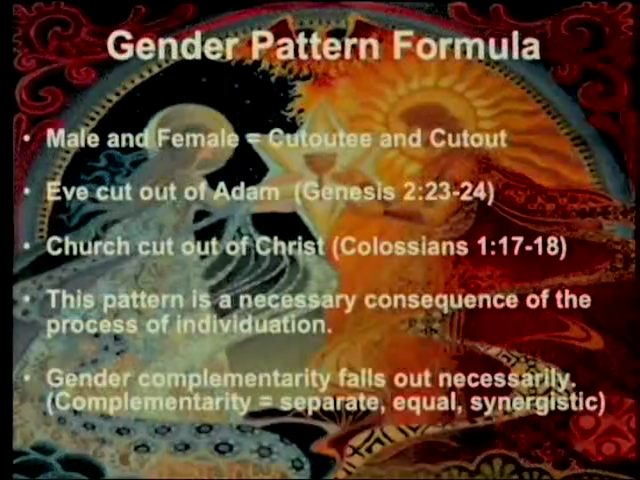 Gender Pattern Formula
• Male and Female = Cutoutee and Cutout
• Eve cut out of Adam (Genesis 2:23-24)
• Church cut out of Christ (Colossians 1:17-18)
• This pattern is a necessary consequence of the
process of individuation.
• Gender complementarity falls out necessarily.
(Complementarity = separate, equal, synergistic)